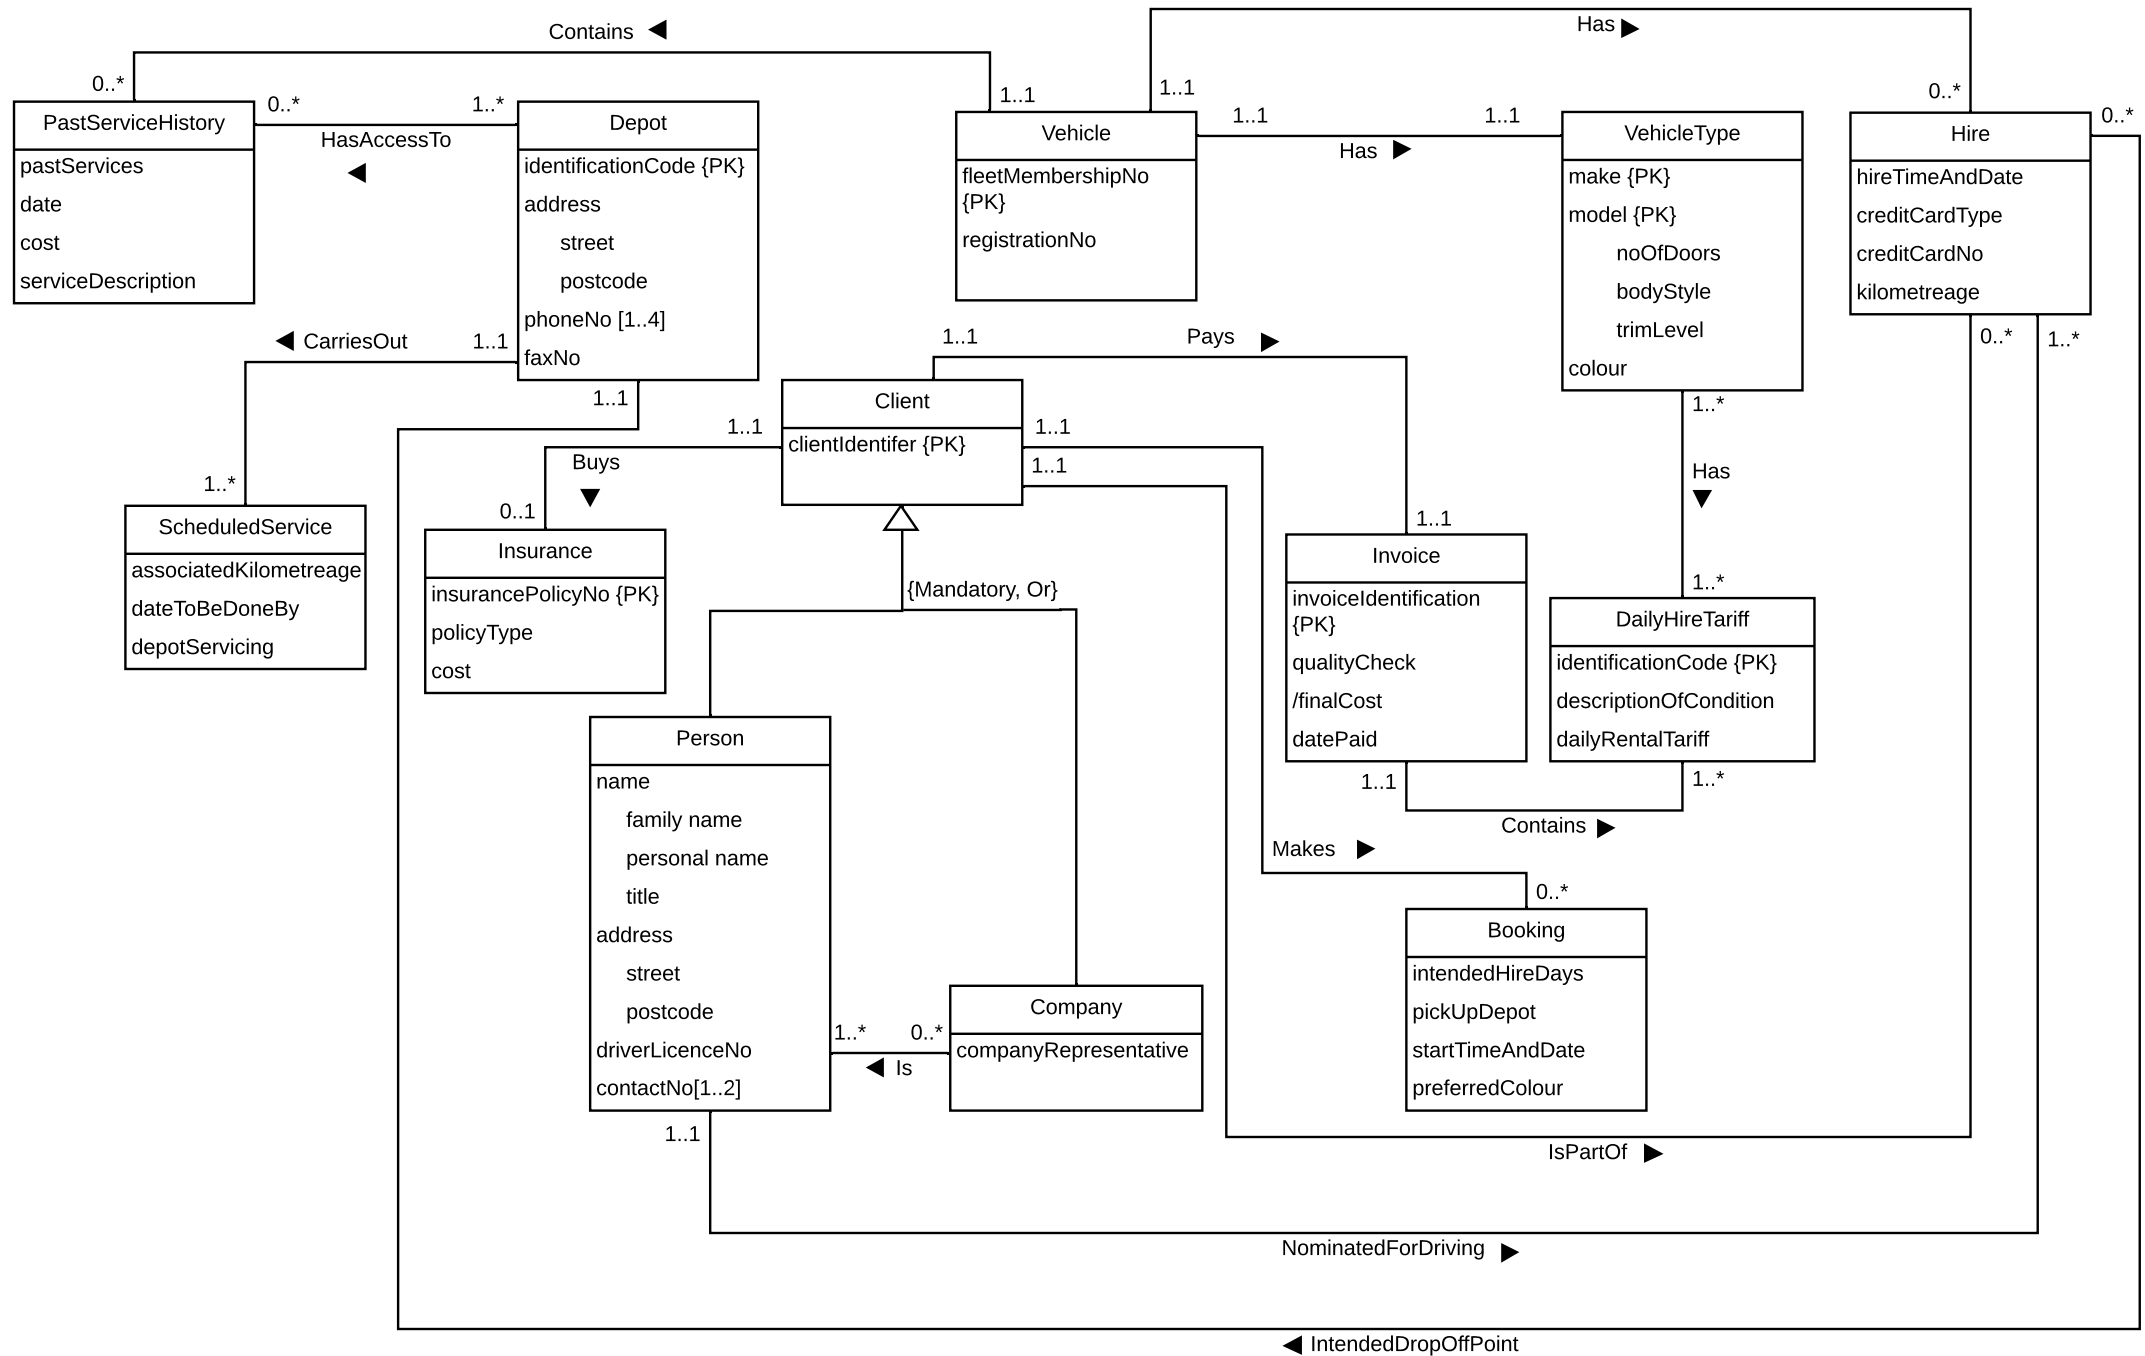 Contains
Has
0..*
1..1
1..1
0..*
PastServiceHistory
pastServices
date
cost
serviceDescription
0..*
1..*
HasAccessTo
Depot
identificationCode {PK}
address
street
postcode
phoneNo [1..4]
faxNo
Vehicle
fleetMembershipNo
{PK}
registrationNo
1..1
1..1
Has
VehicleType
make {PK}
model {PK}
noOfDoors
bodyStyle
trimLevel
colour
Hire
hireTimeAndDate
creditCardType
creditCardNo
kilometreage
0..*
CarriesOut
1..1
1..1
1..*
1..1
Pays
0..*
1..*
1..*
Client
clientIdentifer {PK}
1..1
1..1
1..1
Buys
0..1
1..1
Has
1..*
ScheduledService
associatedKilometreage
dateToBeDoneBy
depotServicing
Insurance
insurancePolicyNo {PK}
policyType
cost
{Mandatory, Or}
Invoice
invoiceIdentification
{PK}
qualityCheck
/finalCost
datePaid
DailyHireTariff
identificationCode {PK}
descriptionOfCondition
dailyRentalTariff
1..1
1..*
Contains
Person
name
family name
personal name
title
address
street
postcode
driverLicenceNo
contactNo[1..2]
Makes
0..*
Booking
intendedHireDays
pickUpDepot
startTimeAndDate
preferredColour
1..*
0..*
Is
Company
companyRepresentative
1..1
IsPartOf
NominatedForDriving
IntendedDropOffPoint